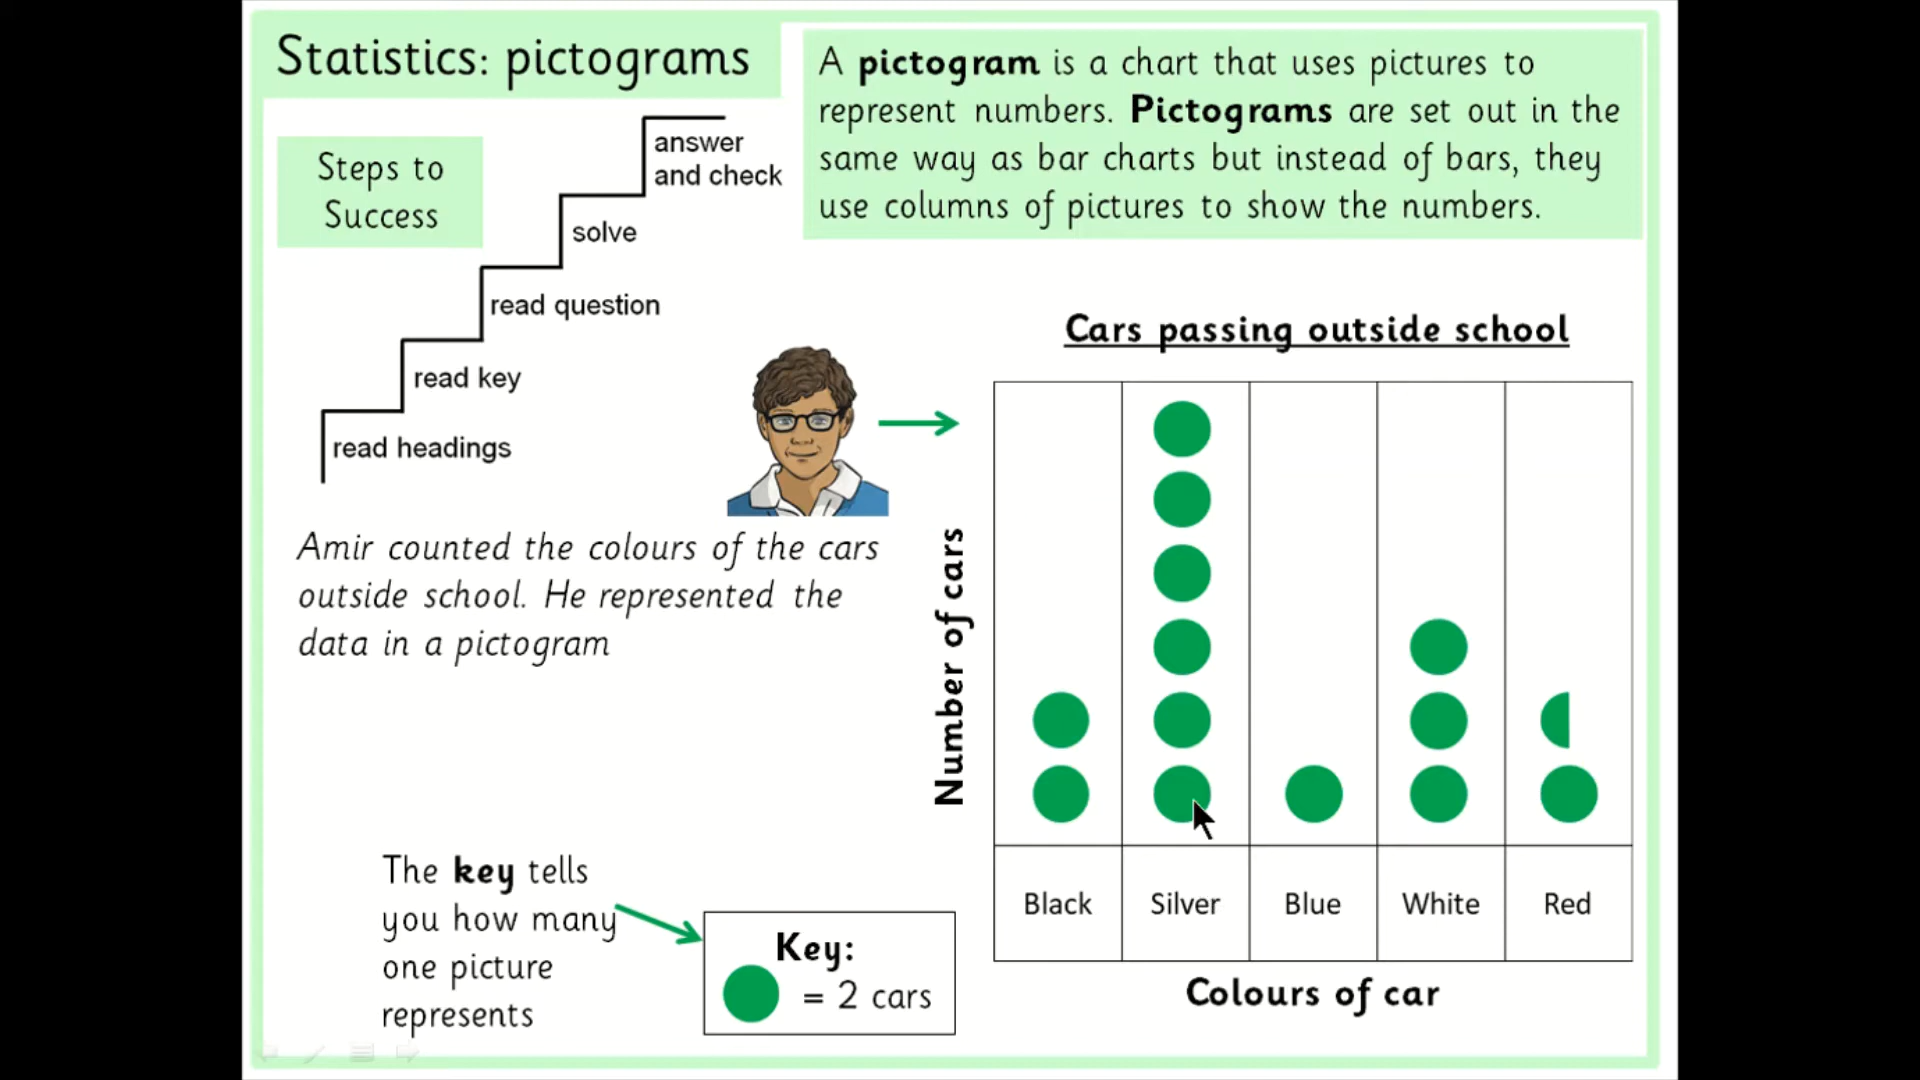 Statistics: pictograms
A pictogram is a chart that uses pictures to
represent numbers. Pictograms are set out in the
same way as bar charts but instead of bars, they
use columns of pictures to show the numbers.
Steps to
Success
answer
and check
solve
read question
read key
read headings
Amir counted the colours of the cars
outside school. He represented the
data in a pictogram
Cars passing outside school
Number of cars
Black
Silver
Blue
White
Red
Colours of car
The key tells
you how many
one picture
represents
Key:
= 2 cars